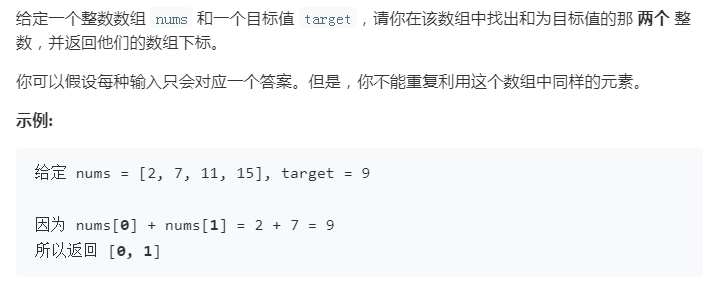 给定一个整数数组 nums 和一个目标值 target，请你在该数组中找出和为目标值的那 两个 整
数，并返回他们的数组下标。
你可以假设每种输入只会对应一个答案。但是，你不能重复利用这个数组中同样的元素。
示例:
给定 nums = [2, 7, 11, 15], target = 9
因为 nums[0] + nums[1] = 2 + 7 = 9
所以返回 [0, 1]